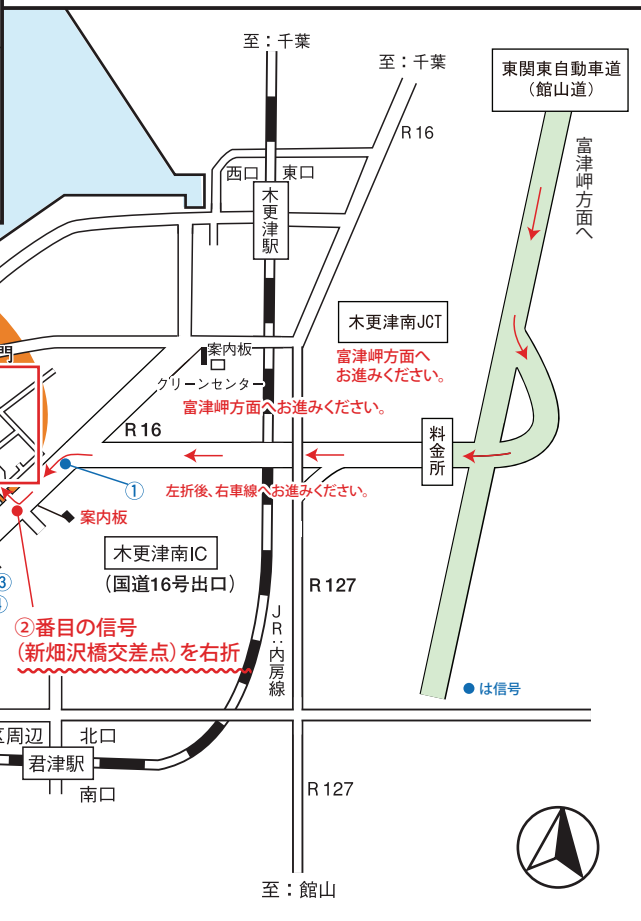 至：千葉
至：千葉
東関東自動車道
（館山道）
R 16
富津岬方面へ
西口
東口
木更津駅
木更津南JCT
富津岬方面へ
お進みください。
門
案内板
クリーンセンター
富津岬方面へお進みください。
R 16
料金所
①
左折後、右車線へお進みください。
案内板
木更津南IC
（国道16号出口）
R 127
③
④
②番目の信号
(新畑沢橋交差点)を右折
JR：内房線
●は信号
区周辺
北口
君津駅
南口
R 127
至：館山